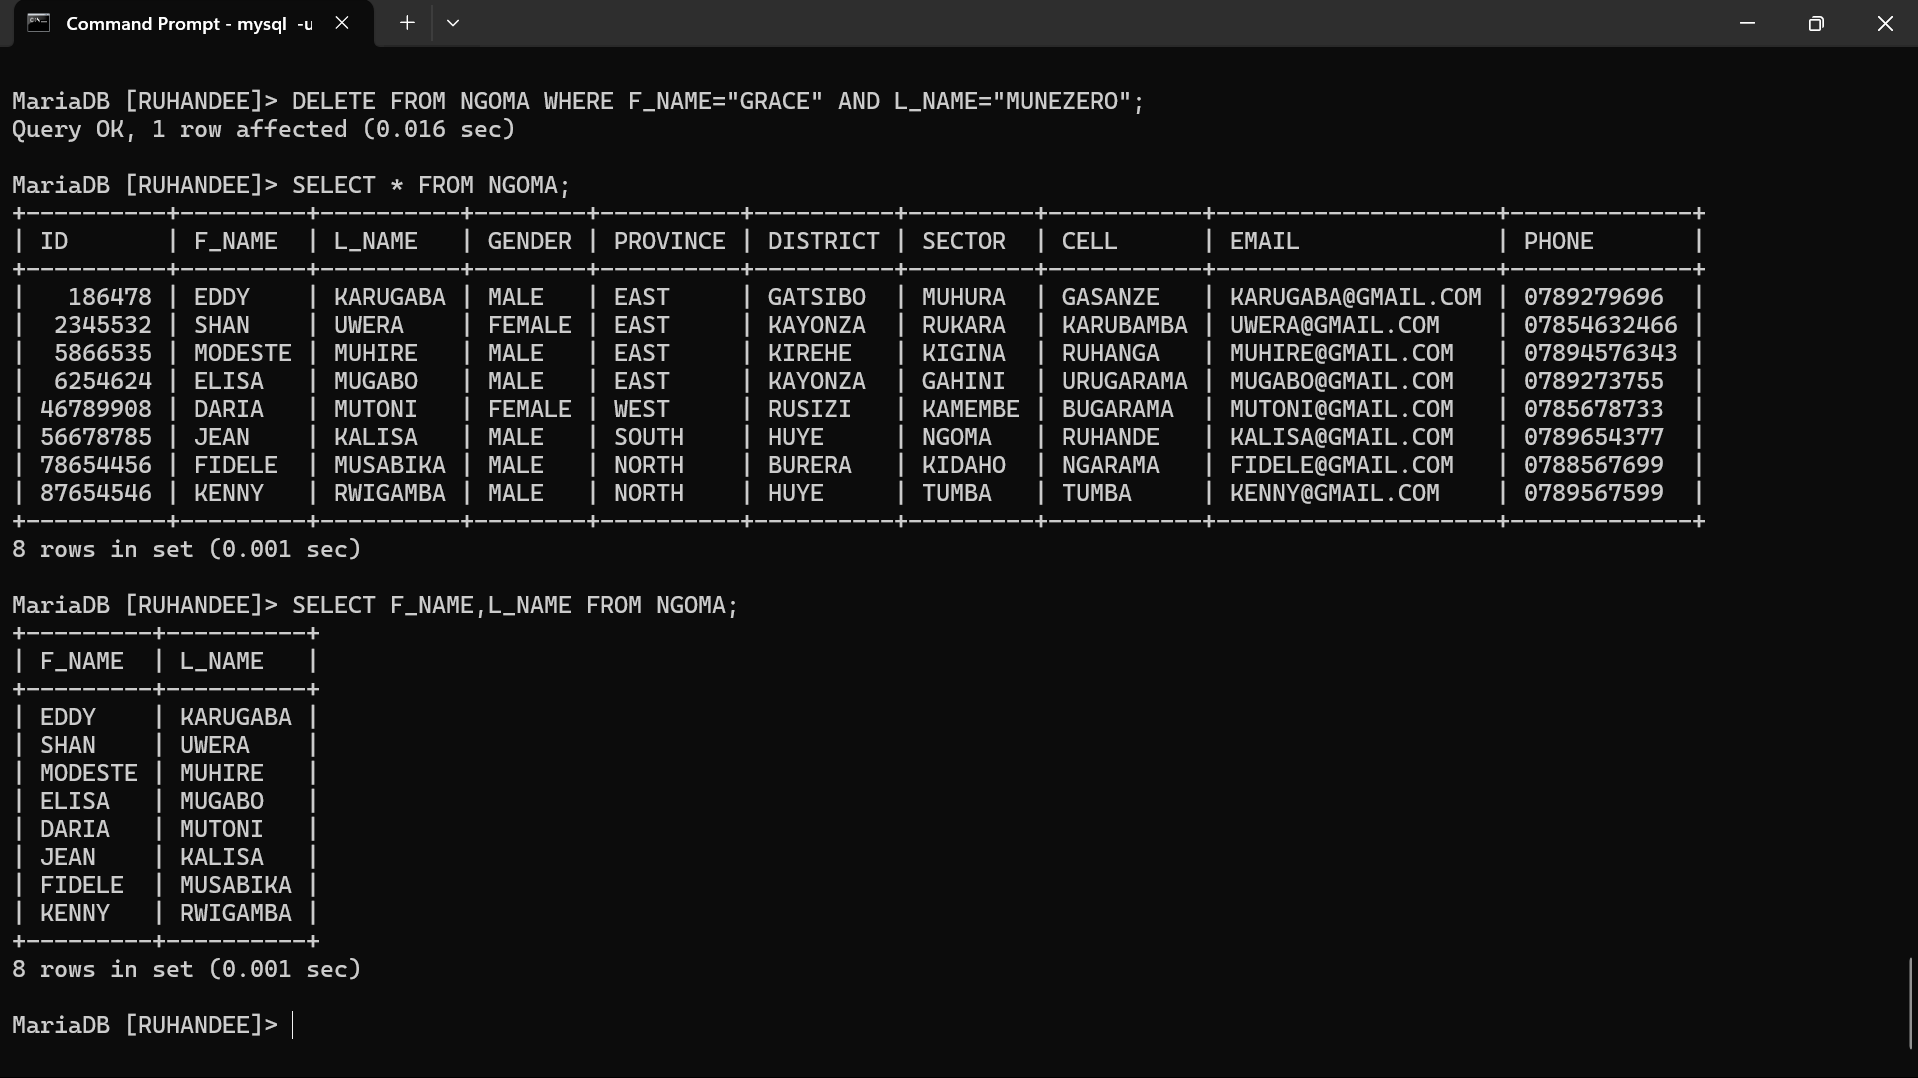 Command Prompt - mysql  -u
MariaDB [RUHANDEE]> DELETE FROM NGOMA WHERE F_NAME="GRACE" AND L_NAME="MUNEZERO";
Query OK, 1 row affected (0.016 sec)
MariaDB [RUHANDEE]> SELECT * FROM NGOMA;
+----------+---------+----------+--------+----------+----------+---------+-----------+--------------------+-------------+
| ID       | F_NAME  | L_NAME   | GENDER | PROVINCE | DISTRICT | SECTOR  | CELL      | EMAIL              | PHONE       |
+----------+---------+----------+--------+----------+----------+---------+-----------+--------------------+-------------+
|   186478 | EDDY    | KARUGABA | MALE   | EAST     | GATSIBO  | MUHURA  | GASANZE   | KARUGABA@GMAIL.COM | 0789279696  |
|  2345532 | SHAN    | UWERA    | FEMALE | EAST     | KAYONZA  | RUKARA  | KARUBAMBA | UWERA@GMAIL.COM    | 07854632466 |
|  5866535 | MODESTE | MUHIRE   | MALE   | EAST     | KIREHE   | KIGINA  | RUHANGA   | MUHIRE@GMAIL.COM   | 07894576343 |
|  6254624 | ELISA   | MUGABO   | MALE   | EAST     | KAYONZA  | GAHINI  | URUGARAMA | MUGABO@GMAIL.COM   | 0789273755  |
| 46789908 | DARIA   | MUTONI   | FEMALE | WEST     | RUSIZI   | KAMEMBE | BUGARAMA  | MUTONI@GMAIL.COM   | 0785678733  |
| 56678785 | JEAN    | KALISA   | MALE   | SOUTH    | HUYE     | NGOMA   | RUHANDE   | KALISA@GMAIL.COM   | 0789654377  |
| 78654456 | FIDELE  | MUSABIKA | MALE   | NORTH    | BURERA   | KIDAHO  | NGARAMA   | FIDELE@GMAIL.COM   | 0788567699  |
| 87654546 | KENNY   | RWIGAMBA | MALE   | NORTH    | HUYE     | TUMBA   | TUMBA     | KENNY@GMAIL.COM    | 0789567599  |
+----------+---------+----------+--------+----------+----------+---------+-----------+--------------------+-------------+
8 rows in set (0.001 sec)
MariaDB [RUHANDEE]> SELECT F_NAME,L_NAME FROM NGOMA;
+---------+----------+
| F_NAME  | L_NAME   |
+---------+----------+
| EDDY    | KARUGABA |
| SHAN    | UWERA    |
| MODESTE | MUHIRE   |
| ELISA   | MUGABO   |
| DARIA   | MUTONI   |
| JEAN    | KALISA   |
| FIDELE  | MUSABIKA |
| KENNY   | RWIGAMBA |
+---------+----------+
8 rows in set (0.001 sec)
MariaDB [RUHANDEE]>